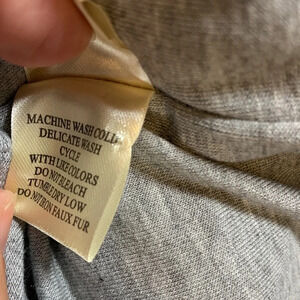 MACHINE WASH COLD
DELICATE WASH
CYCLE
WITH LIKE COLORS
DO NOT BLEACH
TUMBLE DRY LOW
DO NOT IRON FAUX FUR